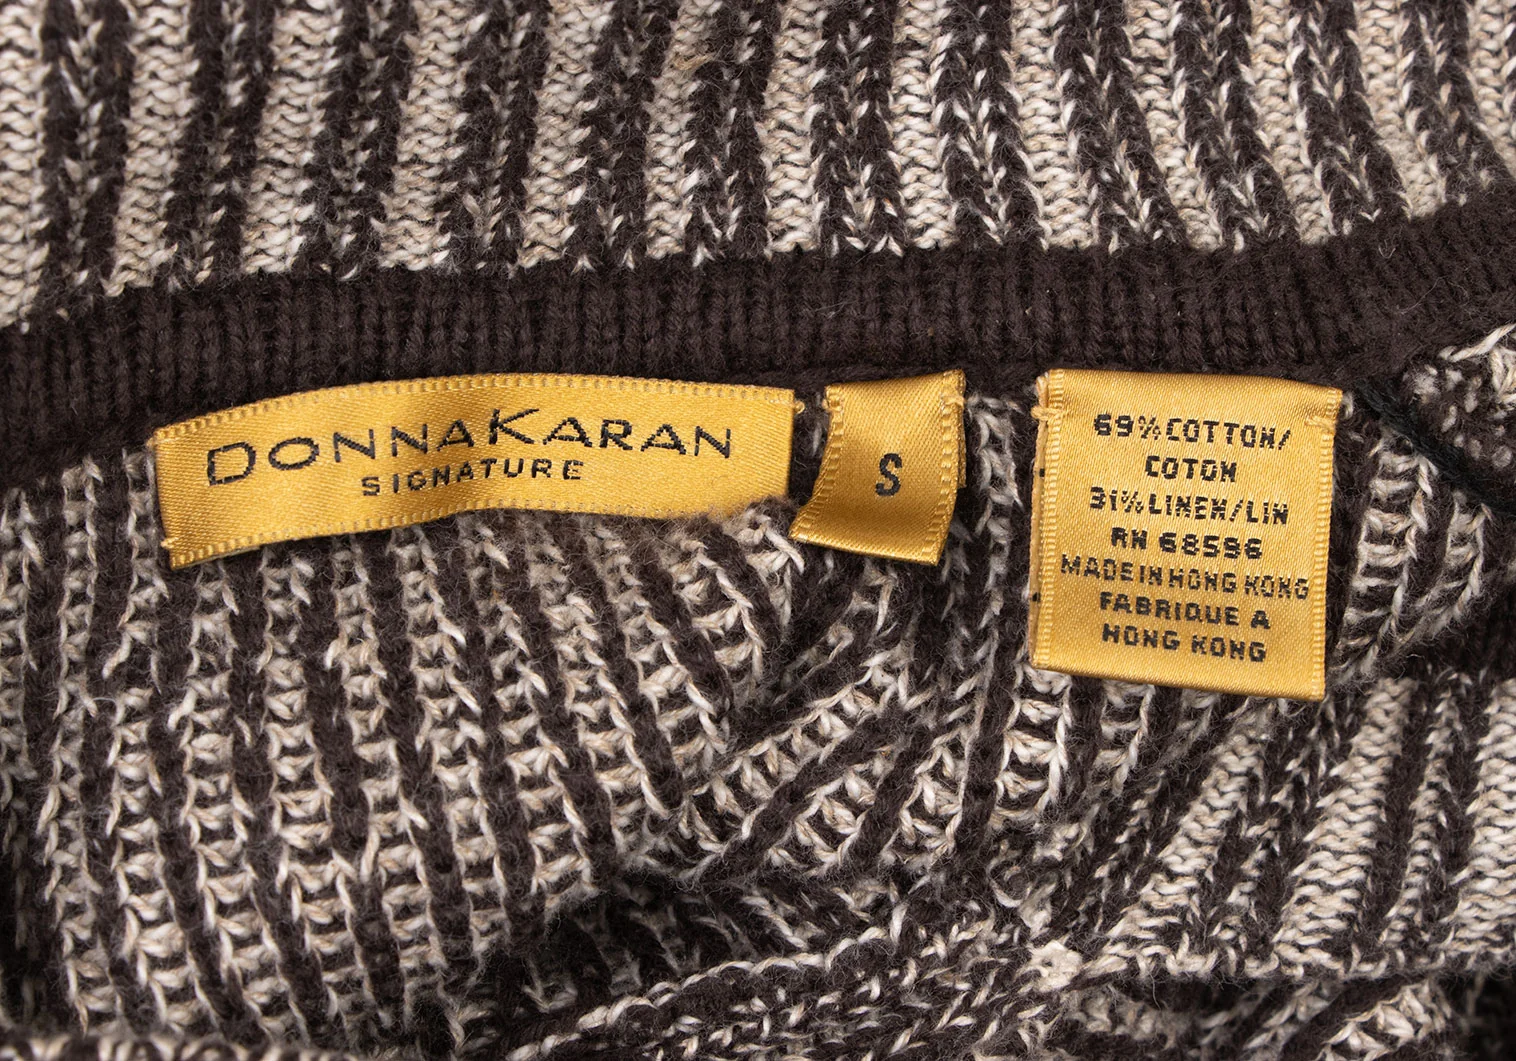 DONNAKARAN
SIGNATURE
S
69% COTTON/
COTON
31% LINEN/LIN
RN 68596
MADE IN HONG KONG
FABRIQUE A
HONG KONG